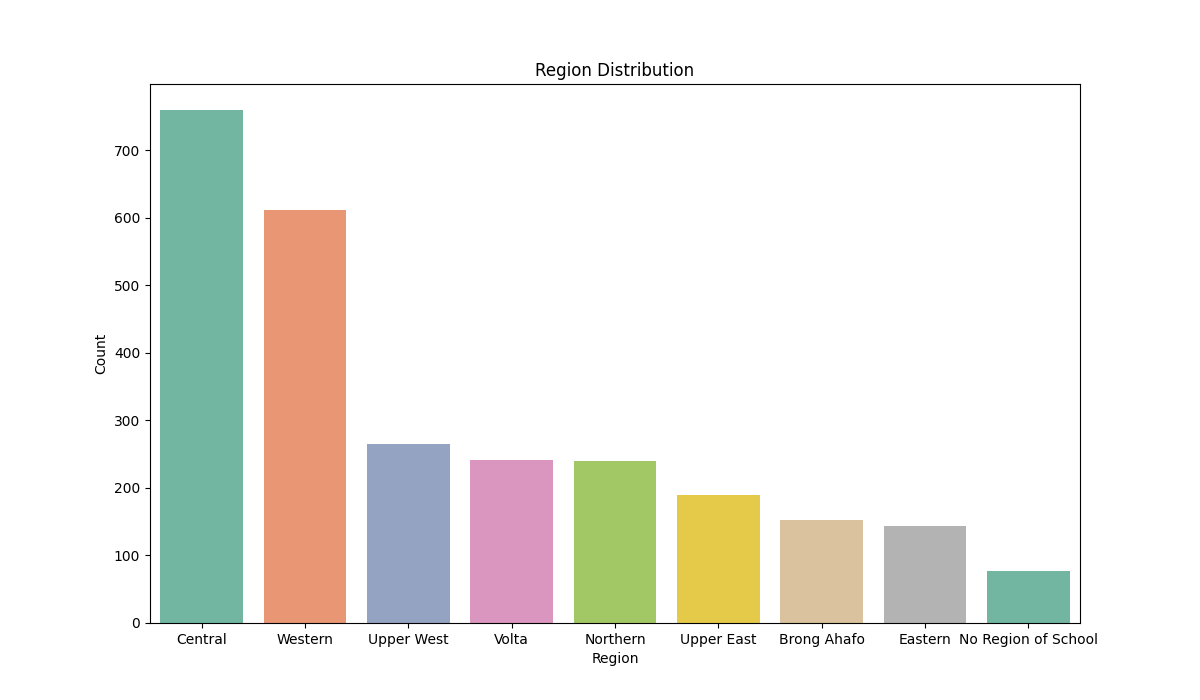 Region Distribution
Count
700
600
500
400
300
200
100
0
Central Western Upper West Volta Northern Upper East Brong Ahafo Eastern No Region of School
Region